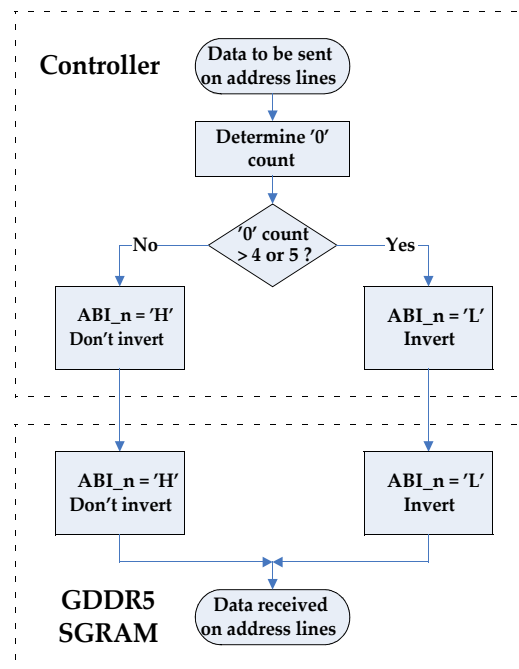 Controller
Data to be sent
on address lines
Determine '0'
count
'0' count
> 4 or 5 ?
No
Yes
ABI_n = 'H'
Don't invert
ABI_n = 'L'
Invert
ABI_n = 'H'
Don't invert
ABI_n = 'L'
Invert
GDDR5
SGRAM
Data received
on address lines